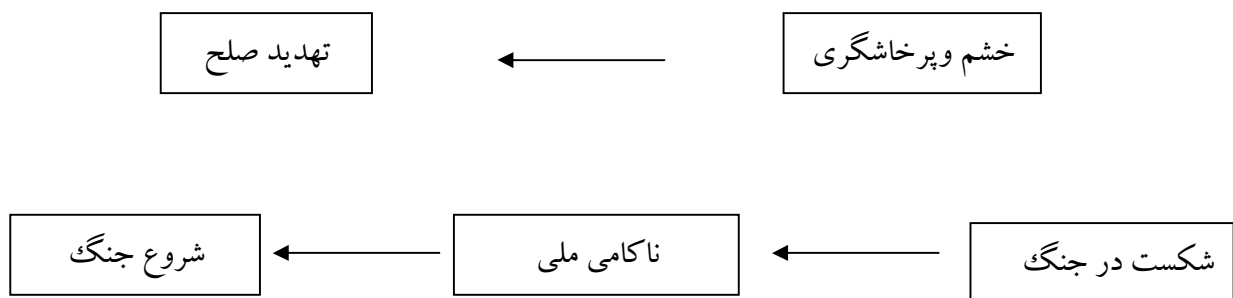 خشم وپرخاشگری
تهدید صلح
شکست در جنگ
ناکامی ملی
شروع جنگ